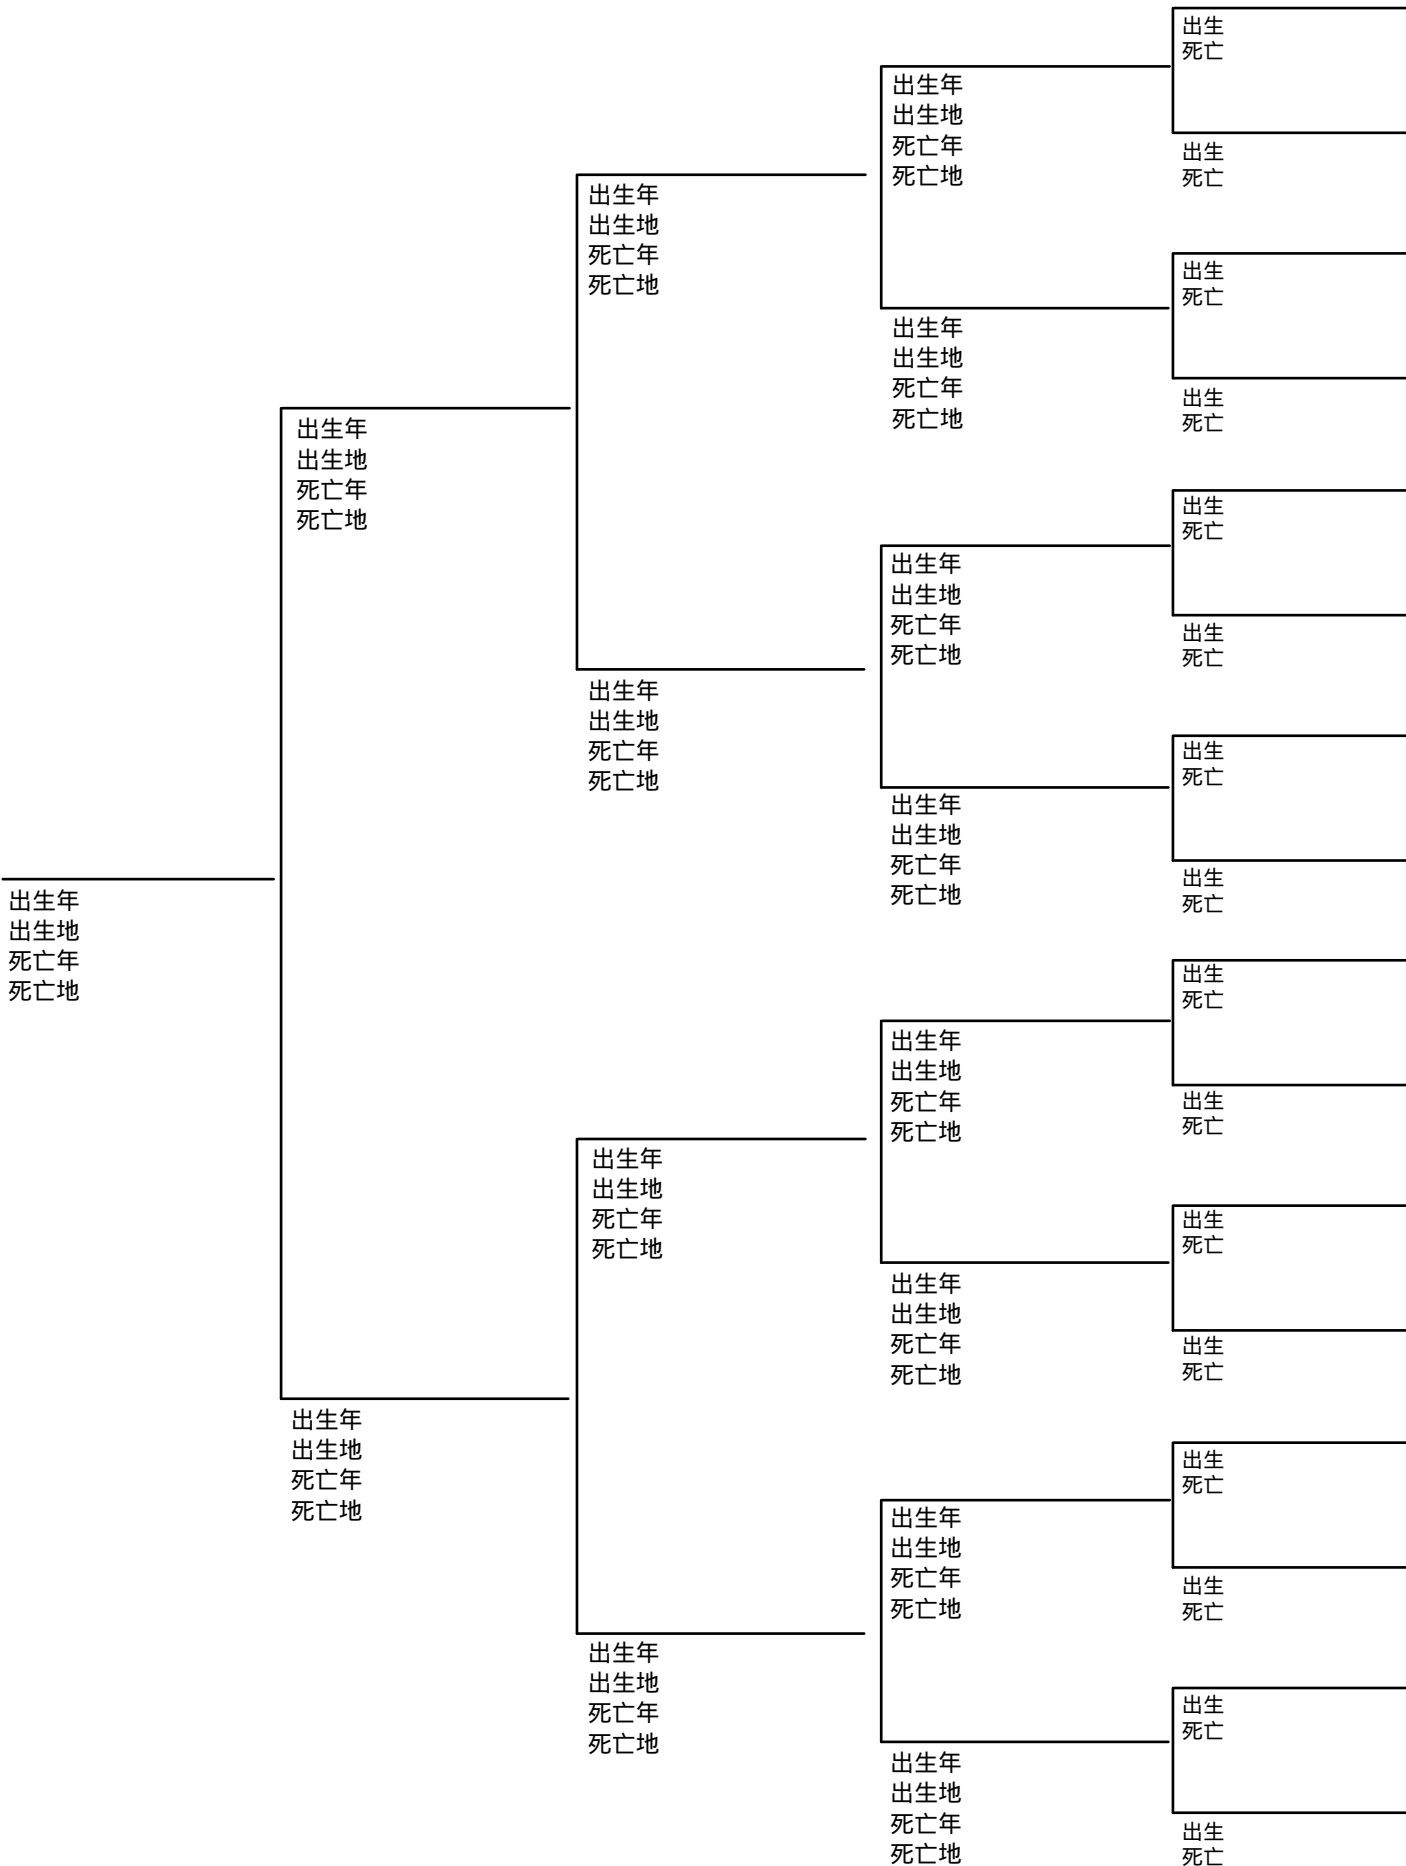 出生年
出生地
死亡年
死亡地
出生年
出生地
死亡年
死亡地
出生年
出生地
死亡年
死亡地
出生年
出生地
死亡年
死亡地
出生年
出生地
死亡年
死亡地
出生年
出生地
死亡年
死亡地
出生年
出生地
死亡年
死亡地
出生年
出生地
死亡年
死亡地
出生年
出生地
死亡年
死亡地
出生年
出生地
死亡年
死亡地
出生年
出生地
死亡年
死亡地
出生年
出生地
死亡年
死亡地
出生年
出生地
死亡年
死亡地
出生年
出生地
死亡年
死亡地
出生年
出生地
死亡年
死亡地
出生
死亡
出生
死亡
出生
死亡
出生
死亡
出生
死亡
出生
死亡
出生
死亡
出生
死亡
出生
死亡
出生
死亡
出生
死亡
出生
死亡
出生
死亡
出生
死亡
出生
死亡
出生
死亡